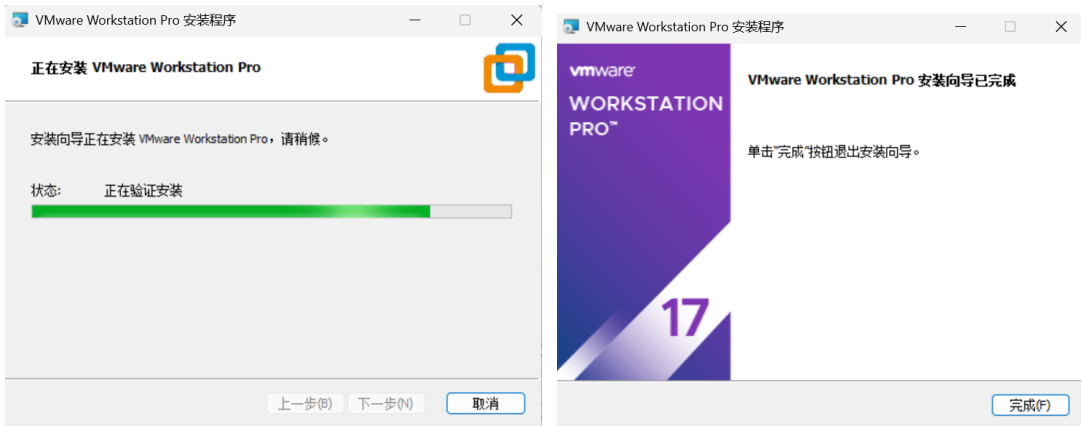 VMware Workstation Pro 安装程序
正在安装 VMware Workstation Pro
安装向导正在安装 VMware Workstation Pro，请稍候。
状态: 正在验证安装
上一步(B) 下一步(N) 取消
VMware Workstation Pro 安装程序
vmware
WORKSTATION
PRO™
17
VMware Workstation Pro 安装向导已完成
单击"完成"按钮退出安装向导。
完成(F)